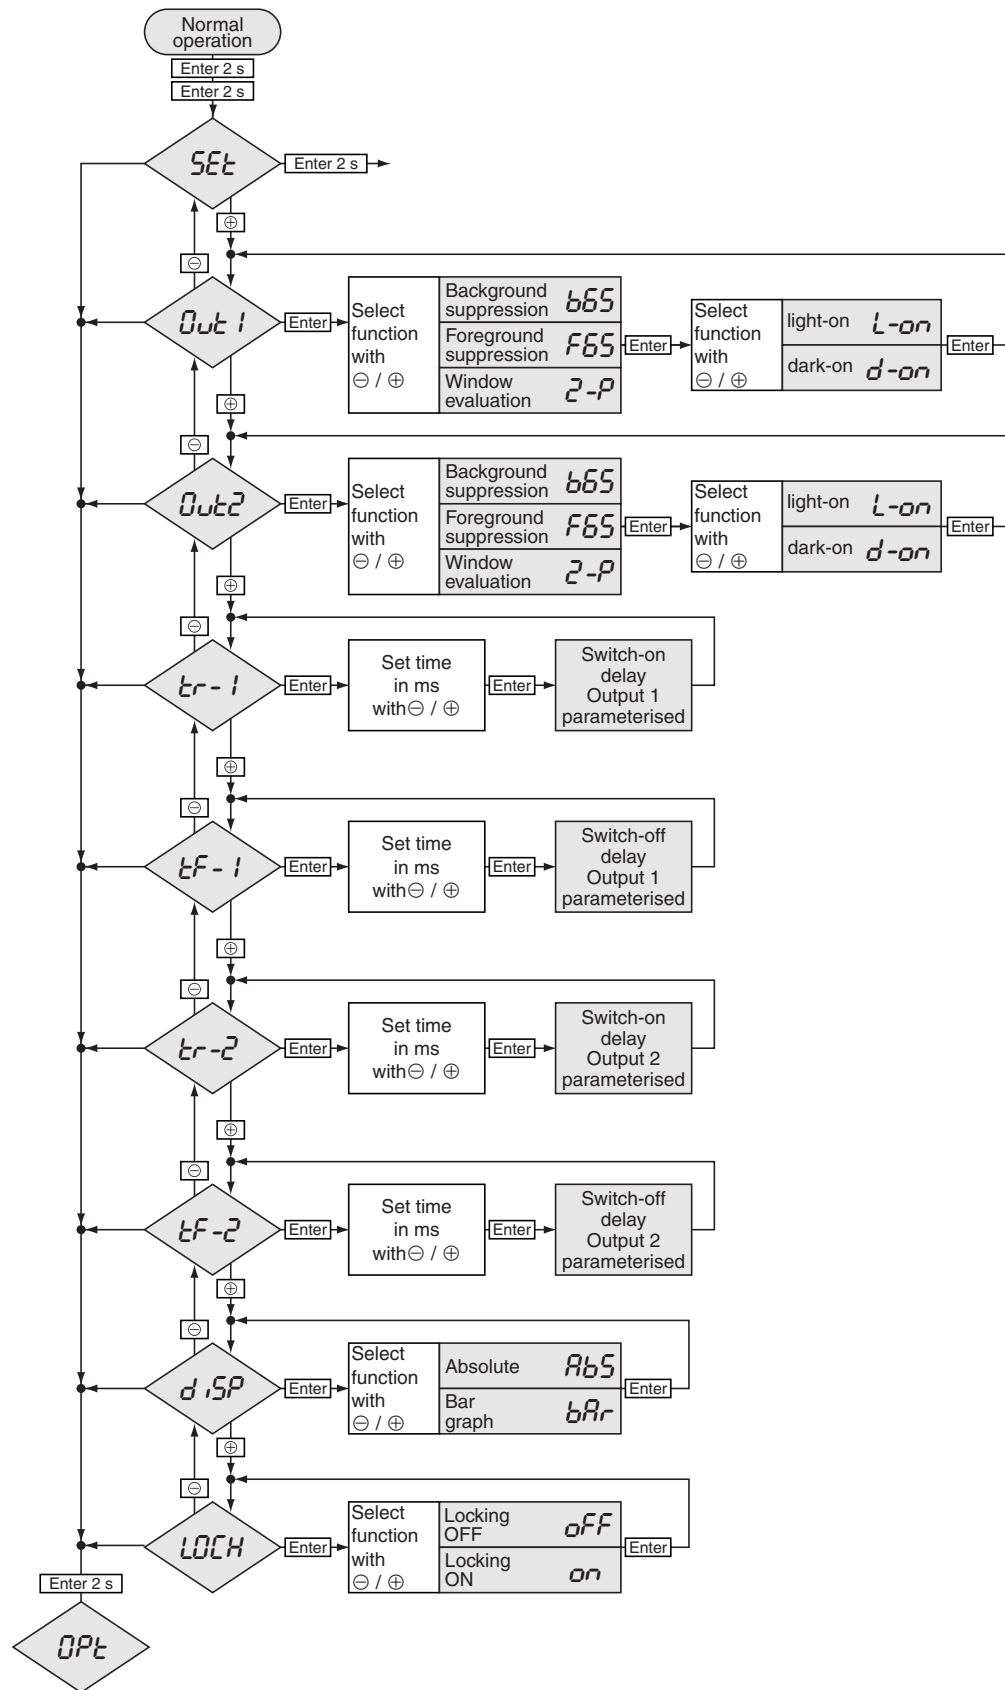 Normal
operation
Enter 2 s
Enter 2 s
SEt
Enter 2 s
⊕
⊖
Out1
Enter
Select
function
with
⊖ / ⊕
Background
suppression
bGS
Foreground
suppression
FGS
Window
evaluation
2-P
Enter
Select
function
with
⊖ / ⊕
light-on
L-on
dark-on
d-on
Enter
⊕
⊖
Out2
Enter
Select
function
with
⊖ / ⊕
Background
suppression
bGS
Foreground
suppression
FGS
Window
evaluation
2-P
Enter
Select
function
with
⊖ / ⊕
light-on
L-on
dark-on
d-on
Enter
⊕
⊖
tr-1
Enter
Set time
in ms
with⊖ / ⊕
Enter
Switch-on
delay
Output 1
parameterised
⊕
⊖
tF-1
Enter
Set time
in ms
with⊖ / ⊕
Enter
Switch-off
delay
Output 1
parameterised
⊕
⊖
tr-2
Enter
Set time
in ms
with⊖ / ⊕
Enter
Switch-on
delay
Output 2
parameterised
⊕
⊖
tF-2
Enter
Set time
in ms
with⊖ / ⊕
Enter
Switch-off
delay
Output 2
parameterised
⊕
⊖
diSP
Enter
Select
function
with
⊖ / ⊕
Absolute
AbS
Bar
graph
bAr
Enter
⊕
⊖
LOCH
Enter
Select
function
with
⊖ / ⊕
Locking
OFF
oFF
Locking
ON
on
Enter
Enter 2 s
OPt